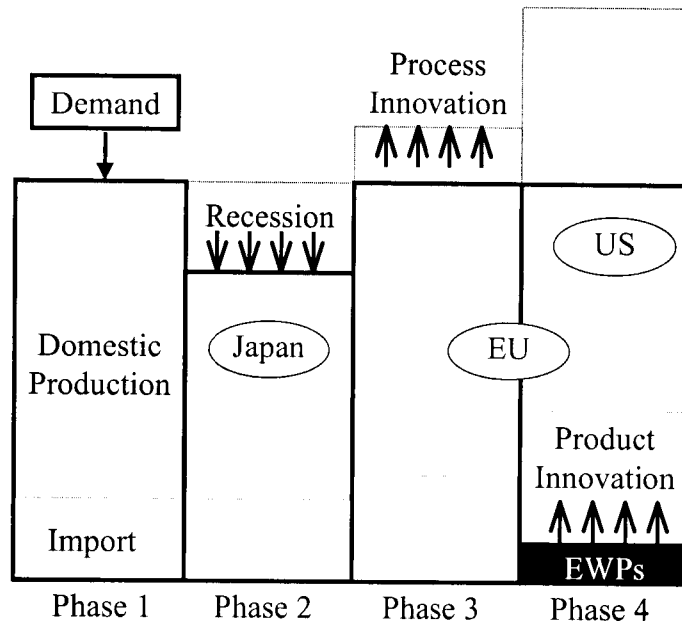 Process
Innovation
Demand
Recession
US
Domestic
Production
Japan
EU
Product
Innovation
Import
EWPs
Phase 1
Phase 2
Phase 3
Phase 4